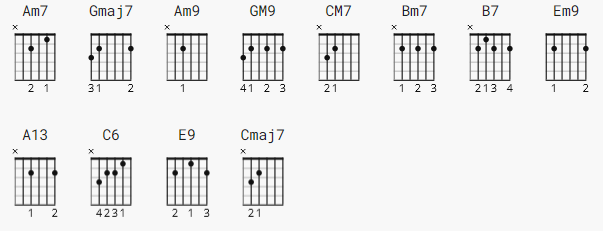 Am7 Gmaj7 Am9 GM9 CM7 Bm7 B7 Em9
x x x x x
2 1 31 2 1 41 2 3 21 1 2 3 213 4 1 2
A13 C6 E9 Cmaj7
x x x
1 2 4231 2 1 3 21